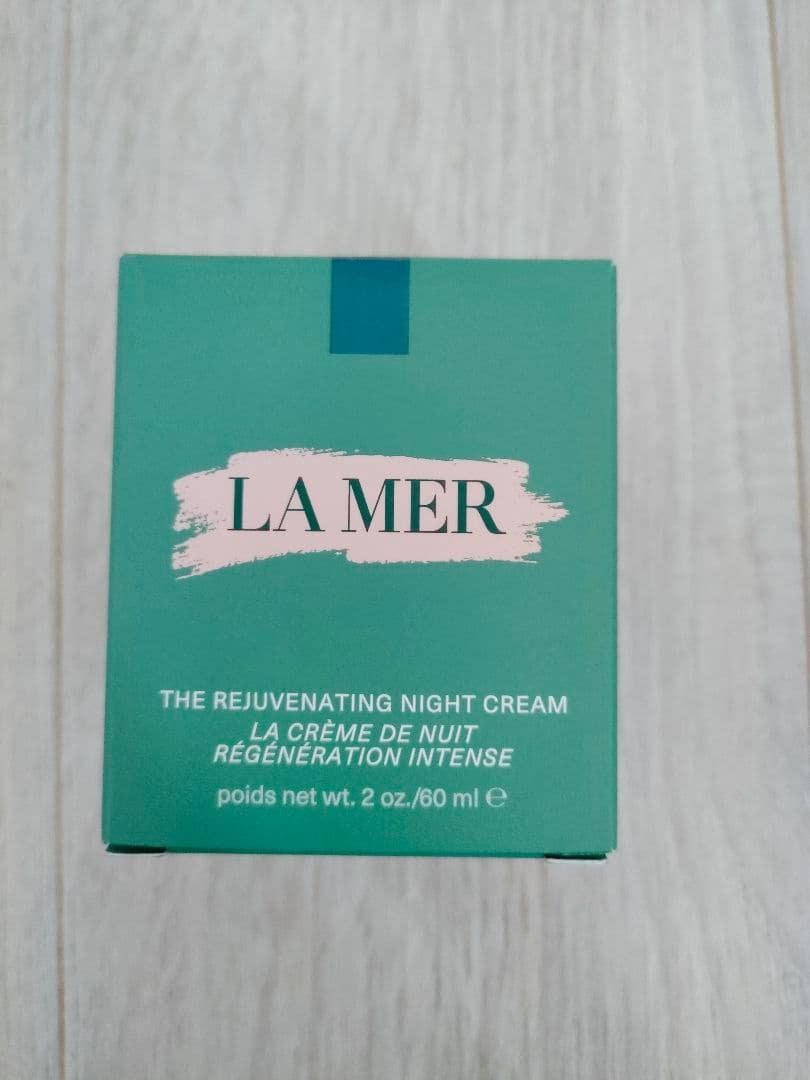 LA MER
THE REJUVENATING NIGHT CREAM
LA CRÈME DE NUIT
RÉGÉNÉRATION INTENSE
poids net wt. 2 oz./60 ml ℮